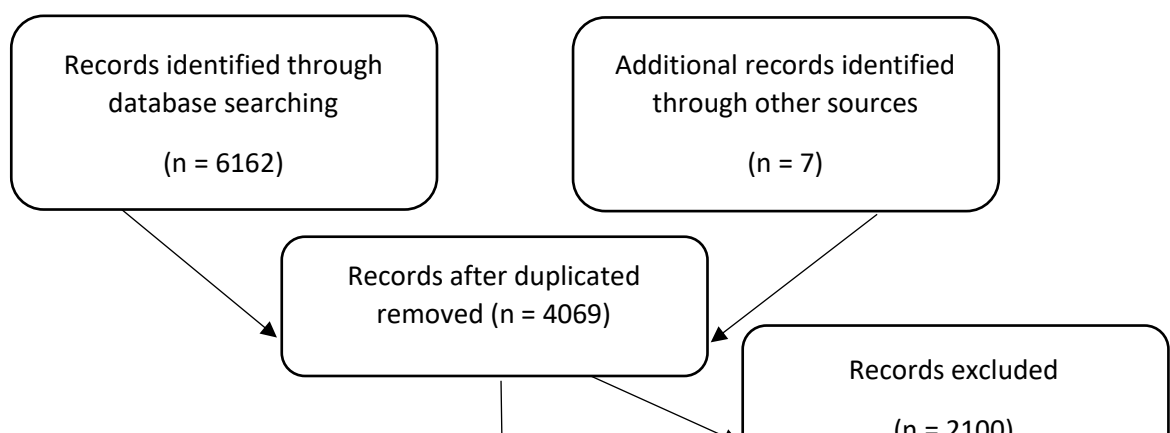 Records identified through
database searching
(n = 6162)
Additional records identified
through other sources
(n = 7)
Records after duplicated
removed (n = 4069)
Records excluded
(n = 2100)